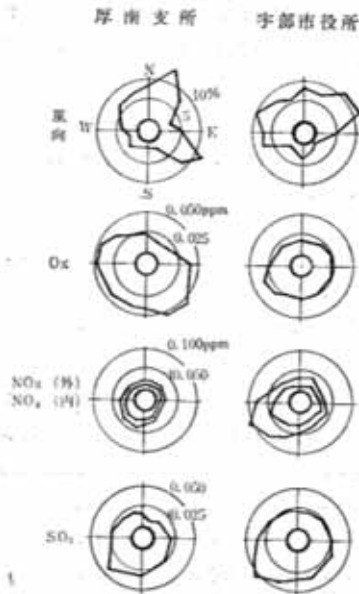 厚南支所 宇部市役所
N
10%
風向 W 5 E
S
0.050ppm
0.025
Ox
0.100ppm
0.050
NOx (外)
NO₂ (内)
0.050
0.025
SO₂